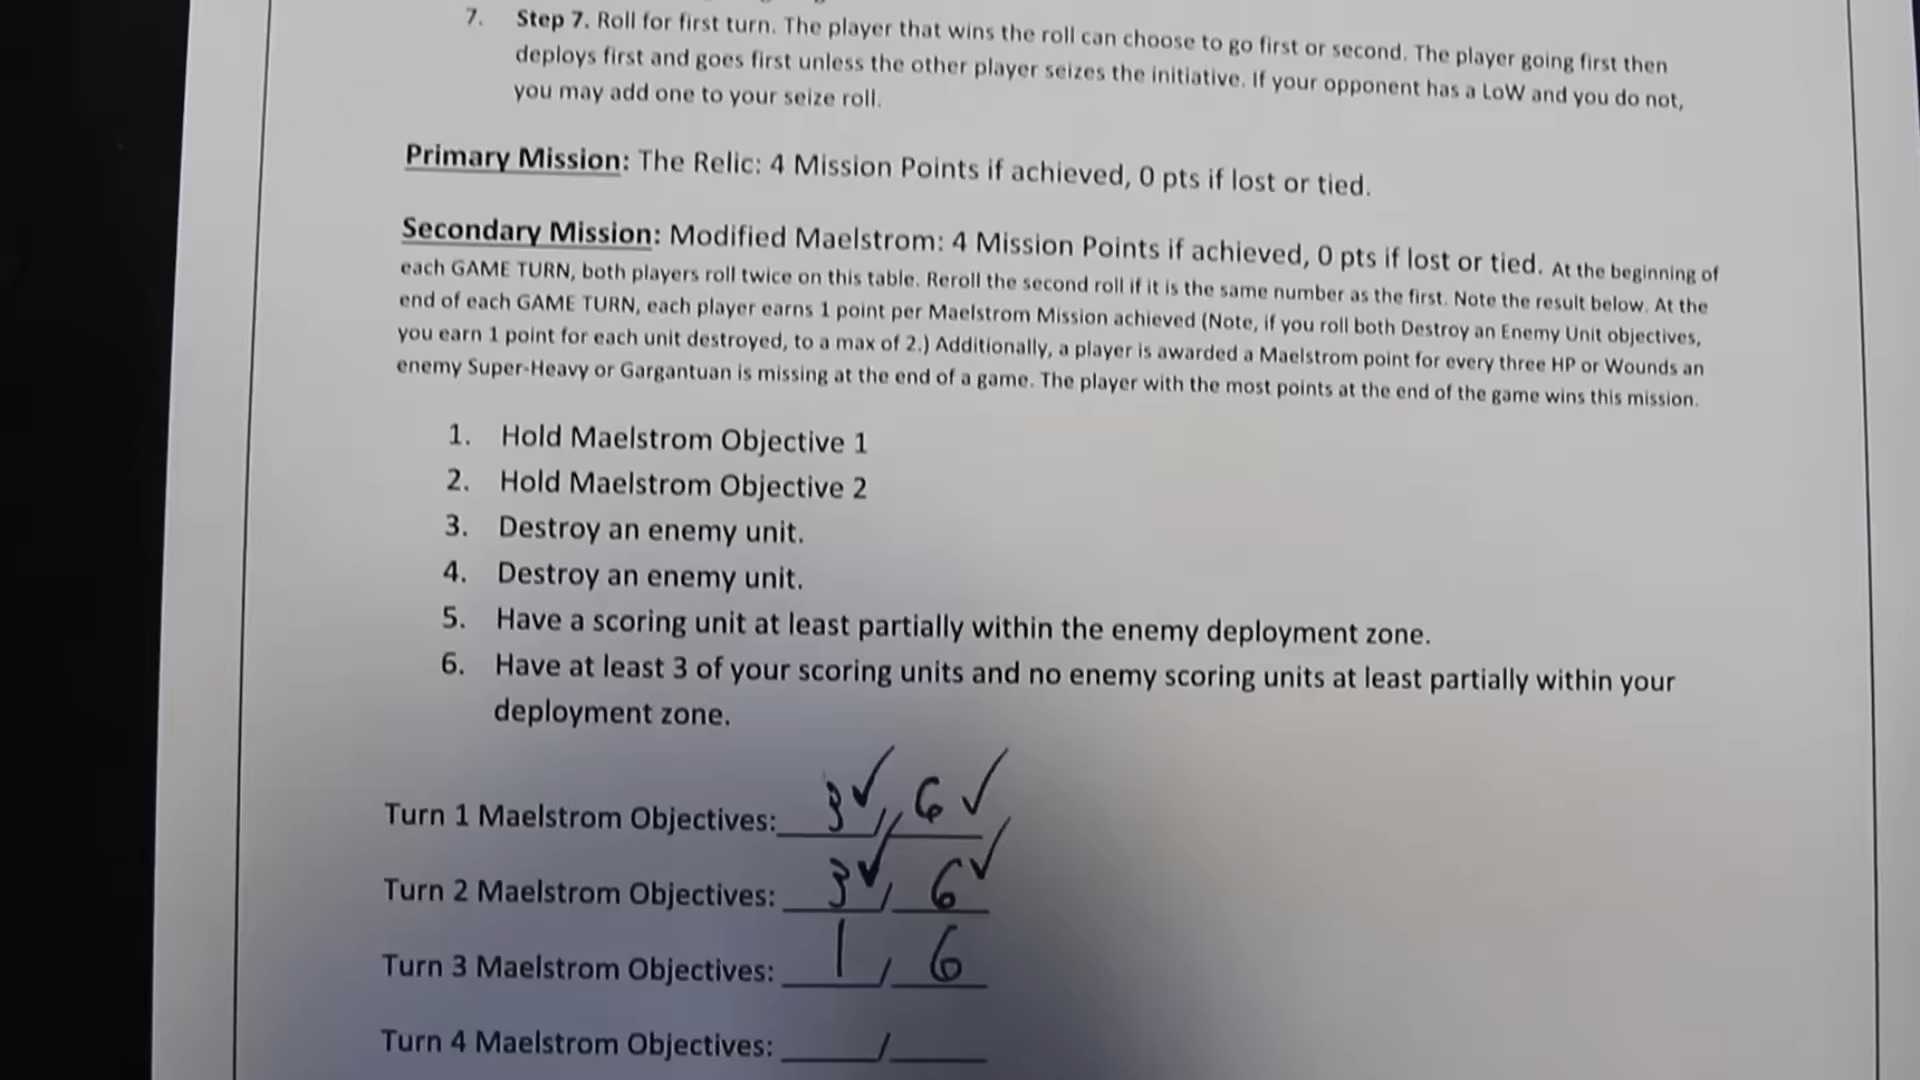 7. Step 7. Roll for first turn. The player that wins the roll can choose to go first or second. The player going first then
deploys first and goes first unless the other player seizes the initiative. If your opponent has a LoW and you do not,
you may add one to your seize roll.
Primary Mission: The Relic: 4 Mission Points if achieved, 0 pts if lost or tied.
Secondary Mission: Modified Maelstrom: 4 Mission Points if achieved, 0 pts if lost or tied. At the beginning of
each GAME TURN, both players roll twice on this table. Reroll the second roll if it is the same number as the first. Note the result below. At the
end of each GAME TURN, each player earns 1 point per Maelstrom Mission achieved (Note, if you roll both Destroy an Enemy Unit objectives,
you earn 1 point for each unit destroyed, to a max of 2.) Additionally, a player is awarded a Maelstrom point for every three HP or Wounds an
enemy Super-Heavy or Gargantuan is missing at the end of a game. The player with the most points at the end of the game wins this mission.
1. Hold Maelstrom Objective 1
2. Hold Maelstrom Objective 2
3. Destroy an enemy unit.
4. Destroy an enemy unit.
5. Have a scoring unit at least partially within the enemy deployment zone.
6. Have at least 3 of your scoring units and no enemy scoring units at least partially within your
deployment zone.
Turn 1 Maelstrom Objectives: 3✓ / 6✓
Turn 2 Maelstrom Objectives: 3✓ / 6✓
Turn 3 Maelstrom Objectives: 1 / 6
Turn 4 Maelstrom Objectives: ____/____